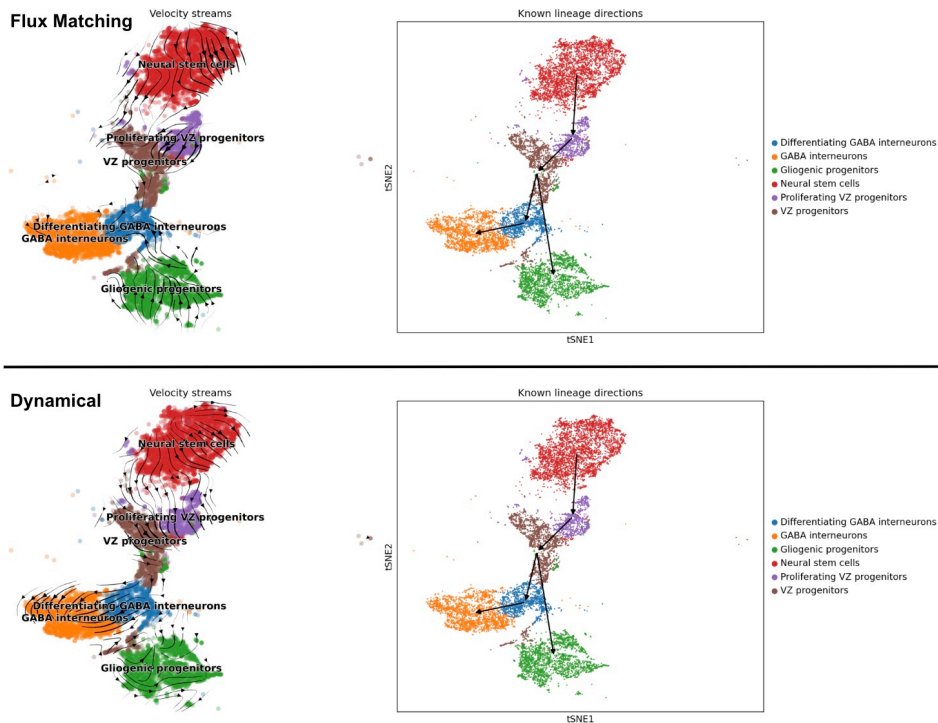 Flux Matching
Velocity streams
Known lineage directions
Neural stem cells
Proliferating VZ progenitors
VZ progenitors
Differentiating GABA interneurons
GABA interneurons
Gliogenic progenitors
tSNE2
tSNE1
Differentiating GABA interneurons
GABA interneurons
Gliogenic progenitors
Neural stem cells
Proliferating VZ progenitors
VZ progenitors
Dynamical
Velocity streams
Known lineage directions
Neural stem cells
Proliferating VZ progenitors
VZ progenitors
Differentiating GABA interneurons
GABA interneurons
Gliogenic progenitors
tSNE2
tSNE1
Differentiating GABA interneurons
GABA interneurons
Gliogenic progenitors
Neural stem cells
Proliferating VZ progenitors
VZ progenitors